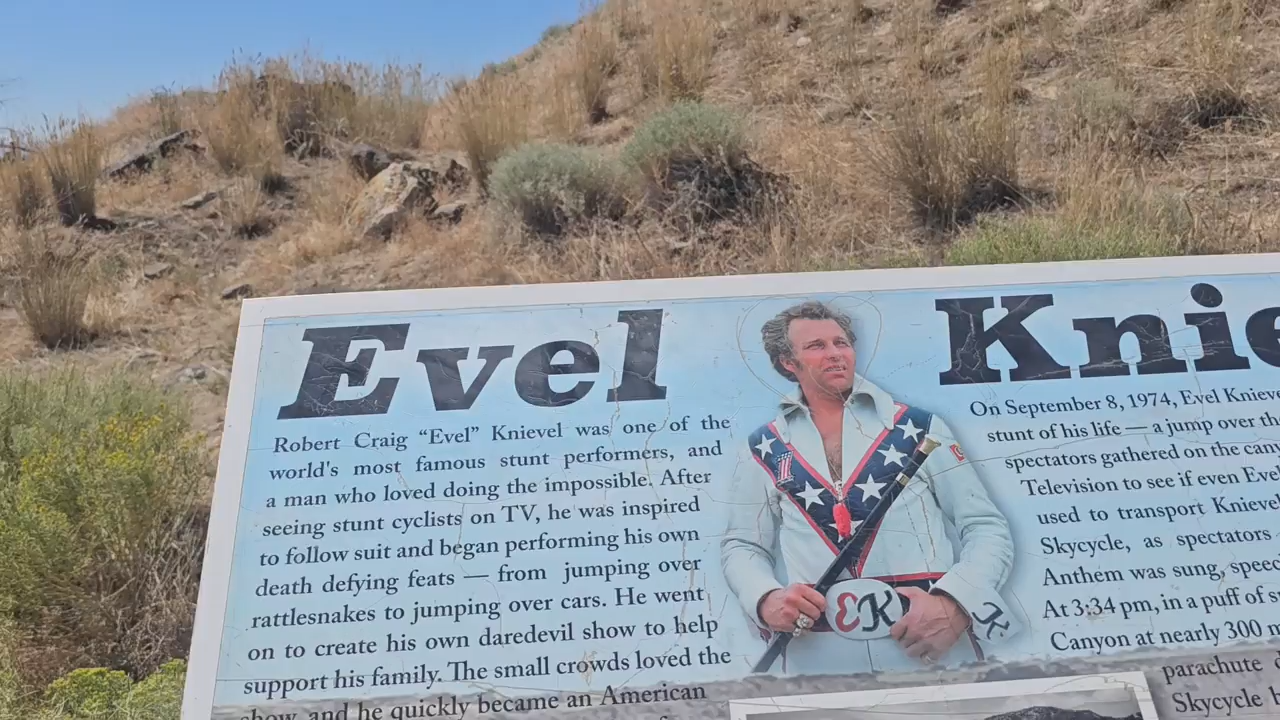 Evel
Robert Craig “Evel” Knievel was one of the
world's most famous stunt performers, and
a man who loved doing the impossible. After
seeing stunt cyclists on TV, he was inspired
to follow suit and began performing his own
death defying feats — from jumping over
rattlesnakes to jumping over cars. He went
on to create his own daredevil show to help
support his family. The small crowds loved the
show, and he quickly became an American
EK
Knie
On September 8, 1974, Evel Knieve
stunt of his life — a jump over th
spectators gathered on the cany
Television to see if even Eve
used to transport Knievel
Skycycle, as spectators
Anthem was sung, speec
At 3:34 pm, in a puff of
Canyon at nearly 300 m
parachute
Skycycle